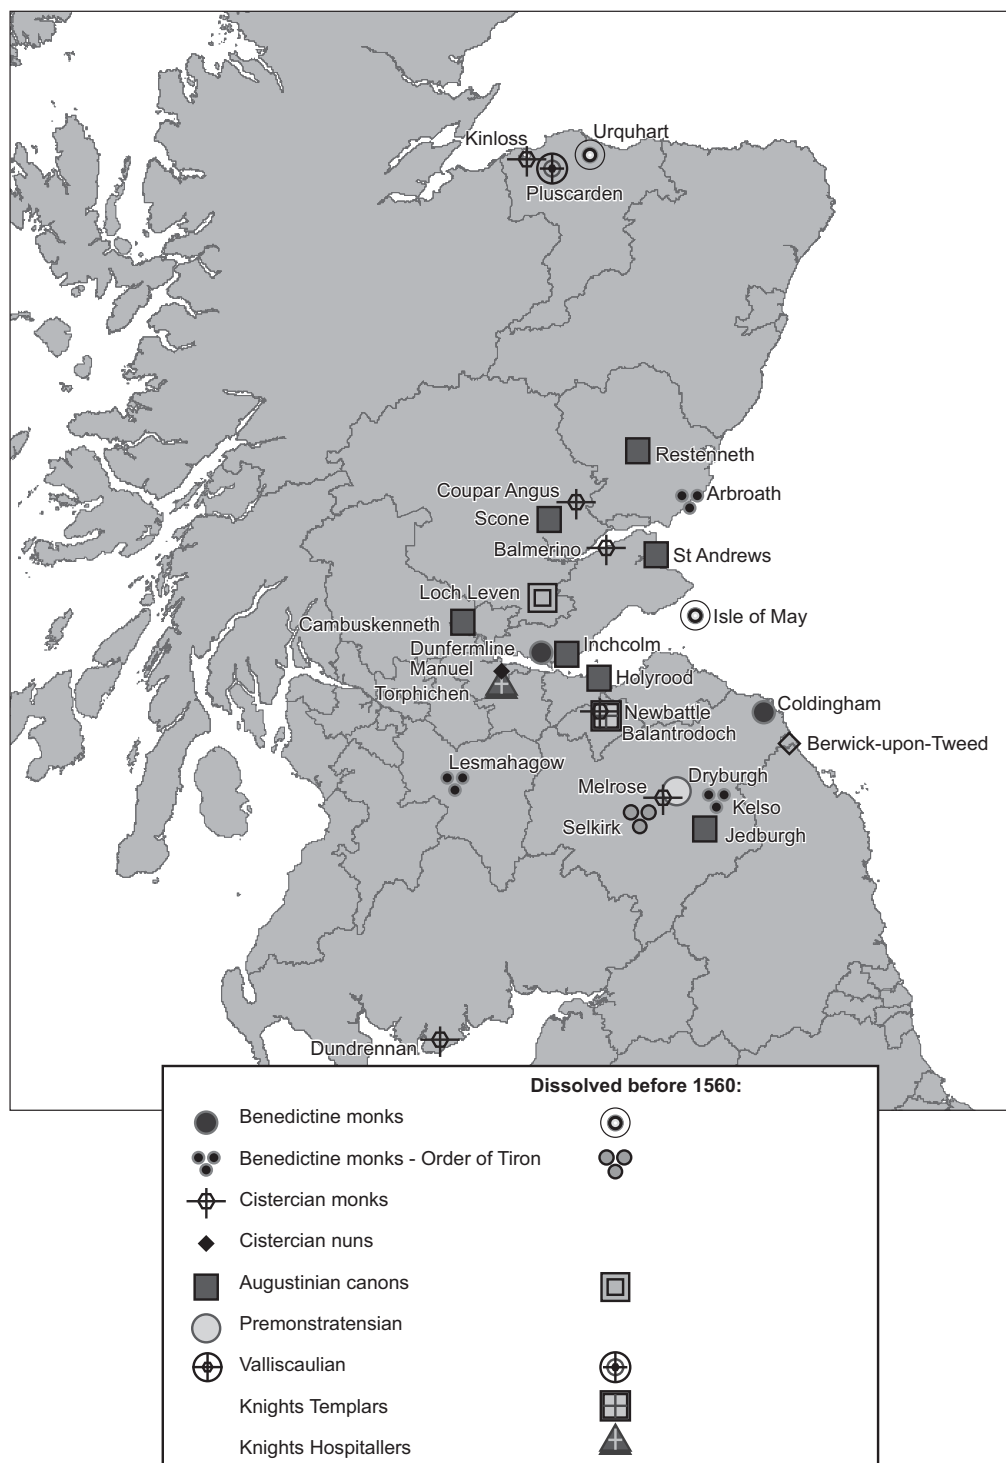 Urquhart
Kinloss
Pluscarden
Restenneth
Coupar Angus
Arbroath
Scone
Balmerino
St Andrews
Loch Leven
Isle of May
Cambuskenneth
Inchcolm
Dunfermline
Manuel
Holyrood
Torphichen
Coldingham
Newbattle
Balantrodoch
Berwick-upon-Tweed
Lesmahagow
Dryburgh
Melrose
Kelso
Selkirk
Jedburgh
Dundrennan
Dissolved before 1560:
Benedictine monks
Benedictine monks - Order of Tiron
Cistercian monks
Cistercian nuns
Augustinian canons
Premonstratensian
Valliscaulian
Knights Templars
Knights Hospitallers